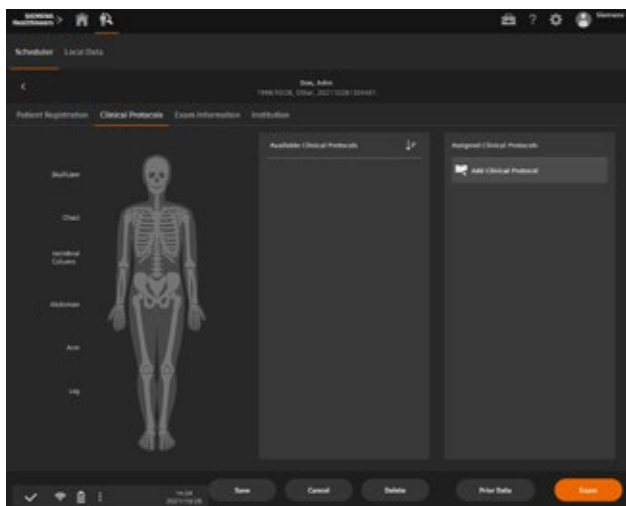 SIEMENS
Healthineers
Siemens
Scheduler Local Data
Doe, John
Patient Registration Clinical Protocols Exam Information Institution
Available Clinical Protocols
Assigned Clinical Protocols
Add Clinical Protocol
Skull/Jaw
Chest
Vertebral
Column
Abdomen
Arm
Leg
Save Cancel Delete Prior Data Exam